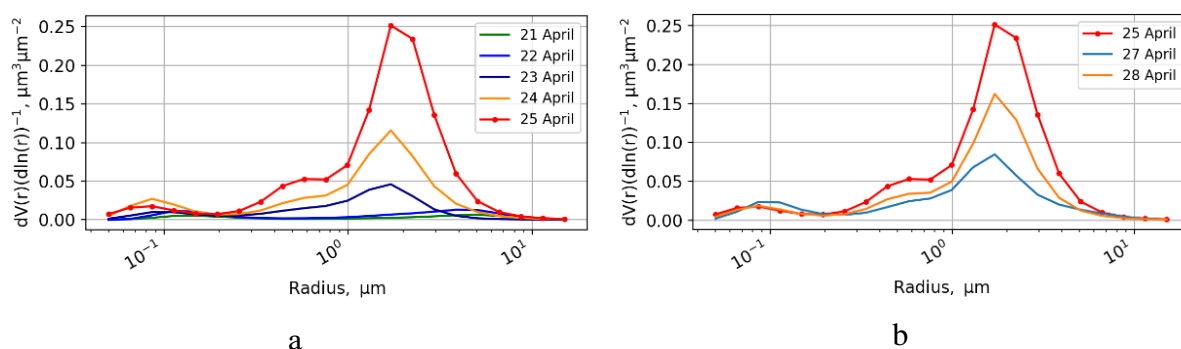 dV(r)(dln(r))⁻¹, μm³μm⁻²
0.25
0.20
0.15
0.10
0.05
0.00
21 April
22 April
23 April
24 April
25 April
10⁻¹
10⁰
10¹
Radius, μm
a
dV(r)(dln(r))⁻¹, μm³μm⁻²
0.25
0.20
0.15
0.10
0.05
0.00
25 April
27 April
28 April
10⁻¹
10⁰
10¹
Radius, μm
b